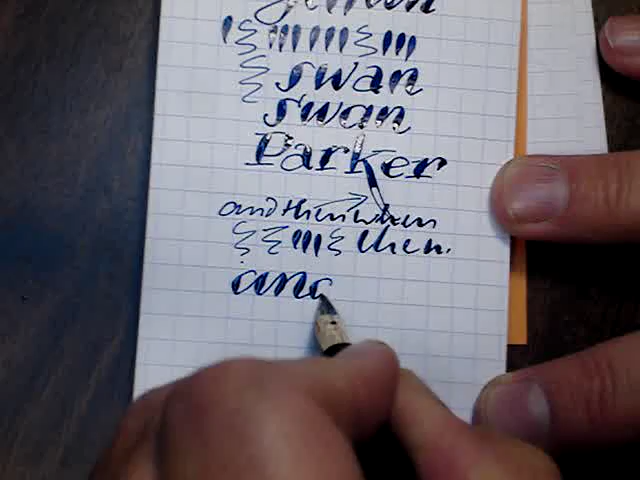 swan
swan
Parker
and then when
then.
and